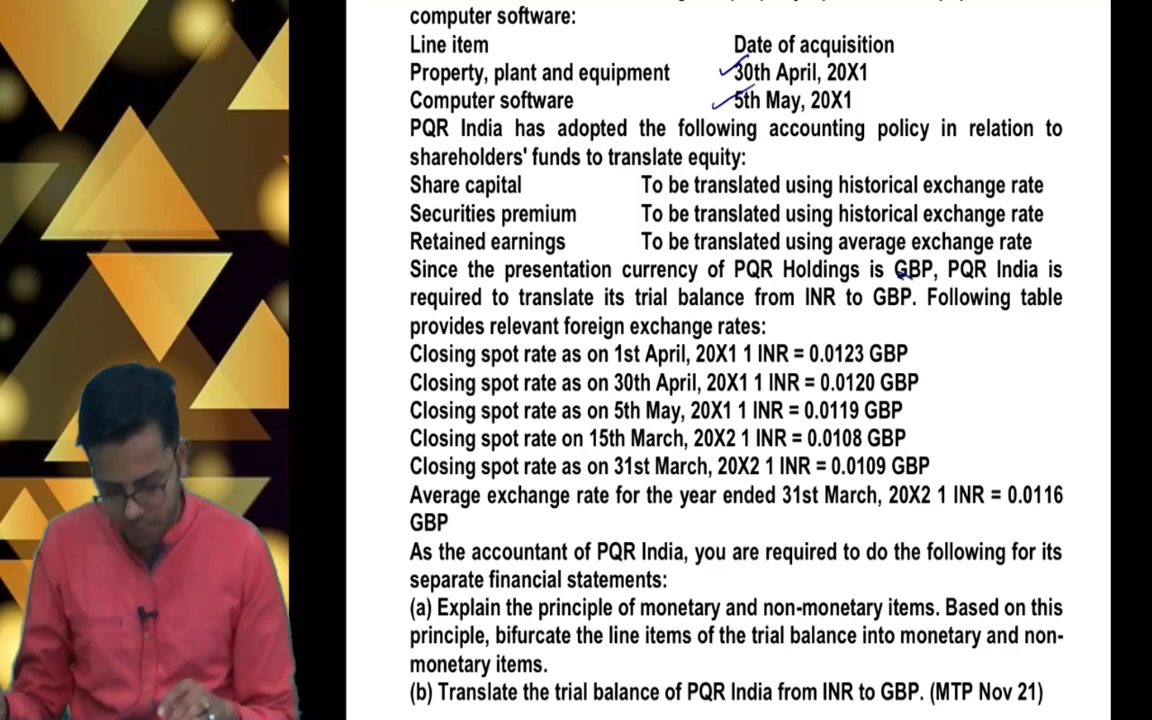 computer software:
Line item Date of acquisition
Property, plant and equipment 30th April, 20X1
Computer software 5th May, 20X1
PQR India has adopted the following accounting policy in relation to
shareholders' funds to translate equity:
Share capital To be translated using historical exchange rate
Securities premium To be translated using historical exchange rate
Retained earnings To be translated using average exchange rate
Since the presentation currency of PQR Holdings is GBP, PQR India is
required to translate its trial balance from INR to GBP. Following table
provides relevant foreign exchange rates:
Closing spot rate as on 1st April, 20X1 1 INR = 0.0123 GBP
Closing spot rate as on 30th April, 20X1 1 INR = 0.0120 GBP
Closing spot rate as on 5th May, 20X1 1 INR = 0.0119 GBP
Closing spot rate on 15th March, 20X2 1 INR = 0.0108 GBP
Closing spot rate as on 31st March, 20X2 1 INR = 0.0109 GBP
Average exchange rate for the year ended 31st March, 20X2 1 INR = 0.0116
GBP
As the accountant of PQR India, you are required to do the following for its
separate financial statements:
(a) Explain the principle of monetary and non-monetary items. Based on this
principle, bifurcate the line items of the trial balance into monetary and non-
monetary items.
(b) Translate the trial balance of PQR India from INR to GBP. (MTP Nov 21)